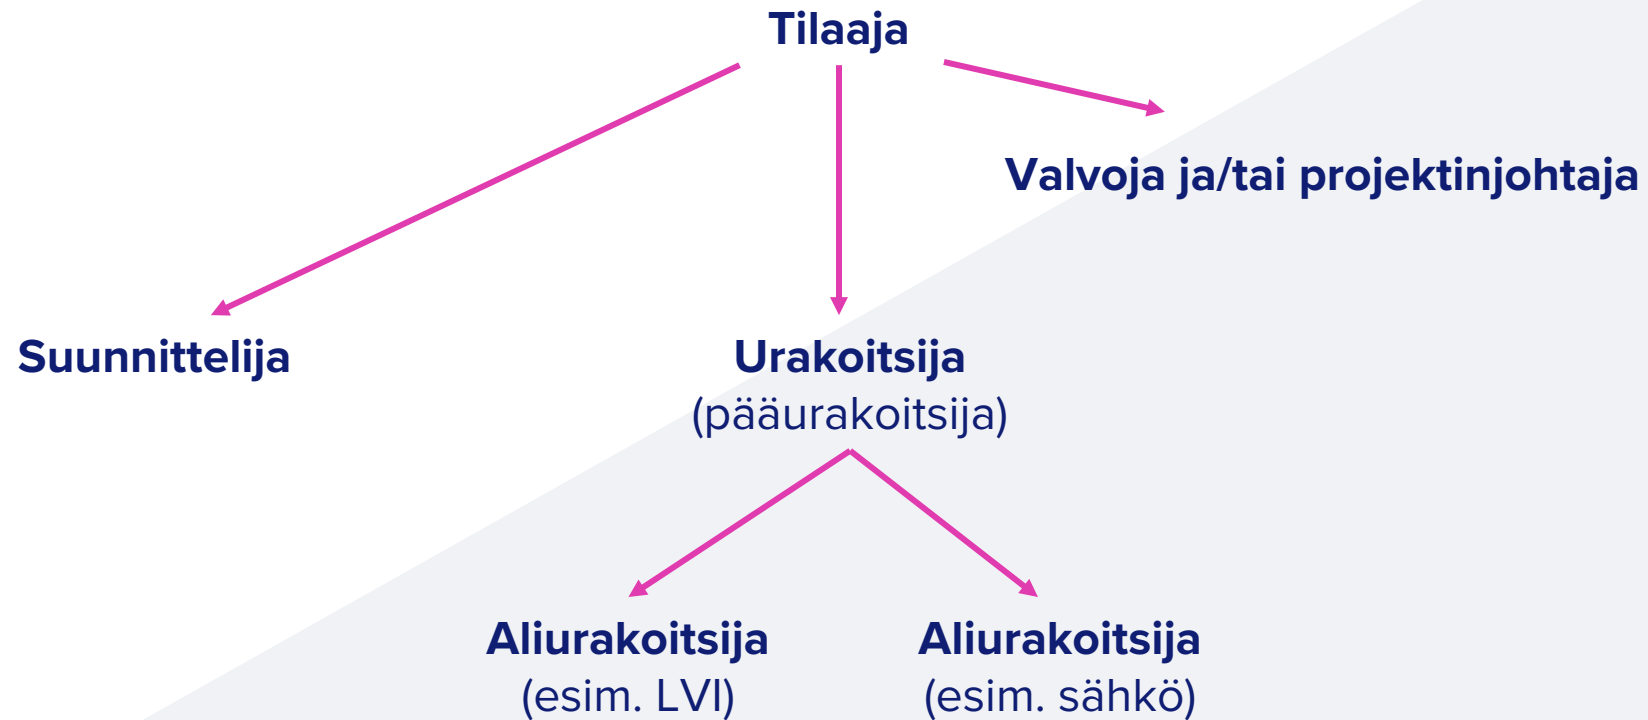 Tilaaja
Valvoja ja/tai projektinjohtaja
Suunnittelija
Urakoitsija
(pääurakoitsija)
Aliurakoitsija
(esim. LVI)
Aliurakoitsija
(esim. sähkö)